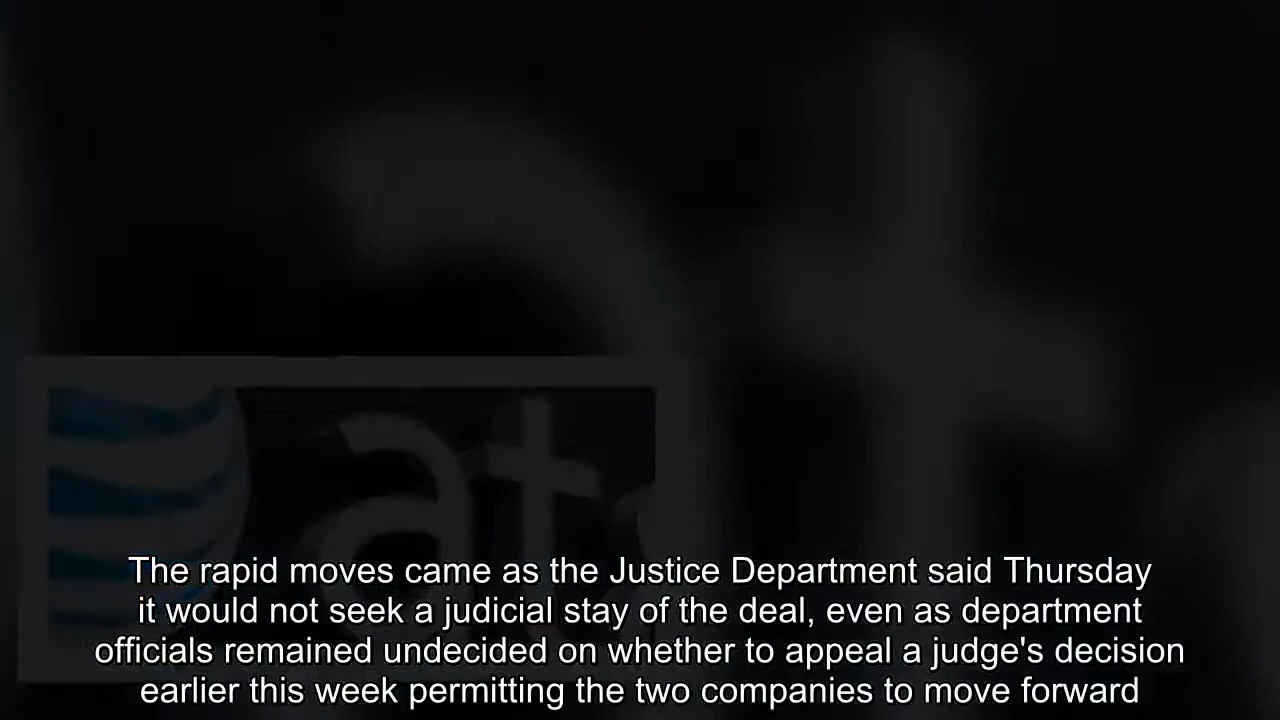 at
The rapid moves came as the Justice Department said Thursday
it would not seek a judicial stay of the deal, even as department
officials remained undecided on whether to appeal a judge's decision
earlier this week permitting the two companies to move forward